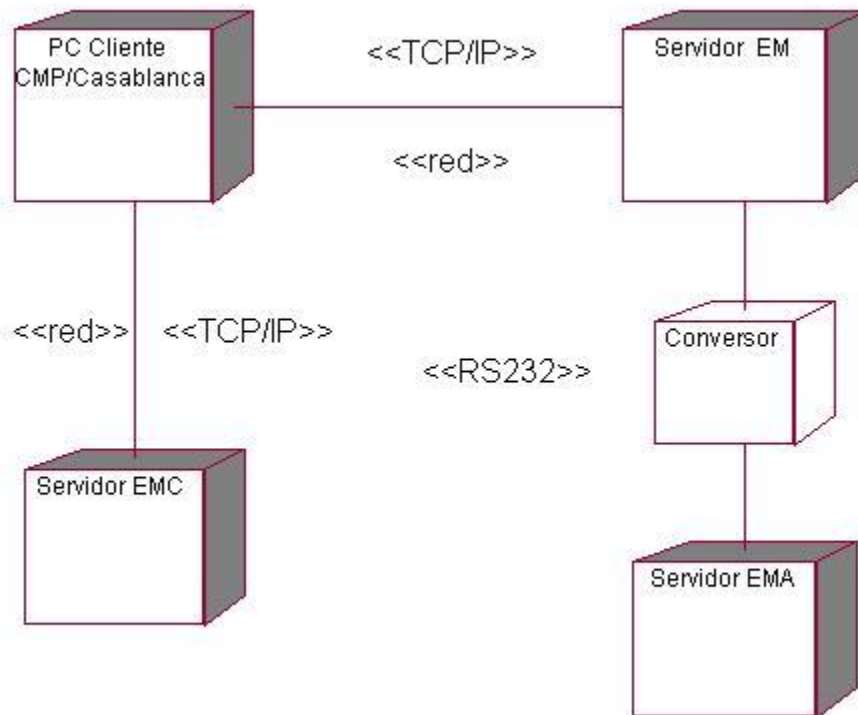 PC Cliente
CMP/Casablanca
<<TCP/IP>>
<<red>>
Servidor EM
<<red>>
<<TCP/IP>>
<<RS232>>
Conversor
Servidor EMC
Servidor EMA